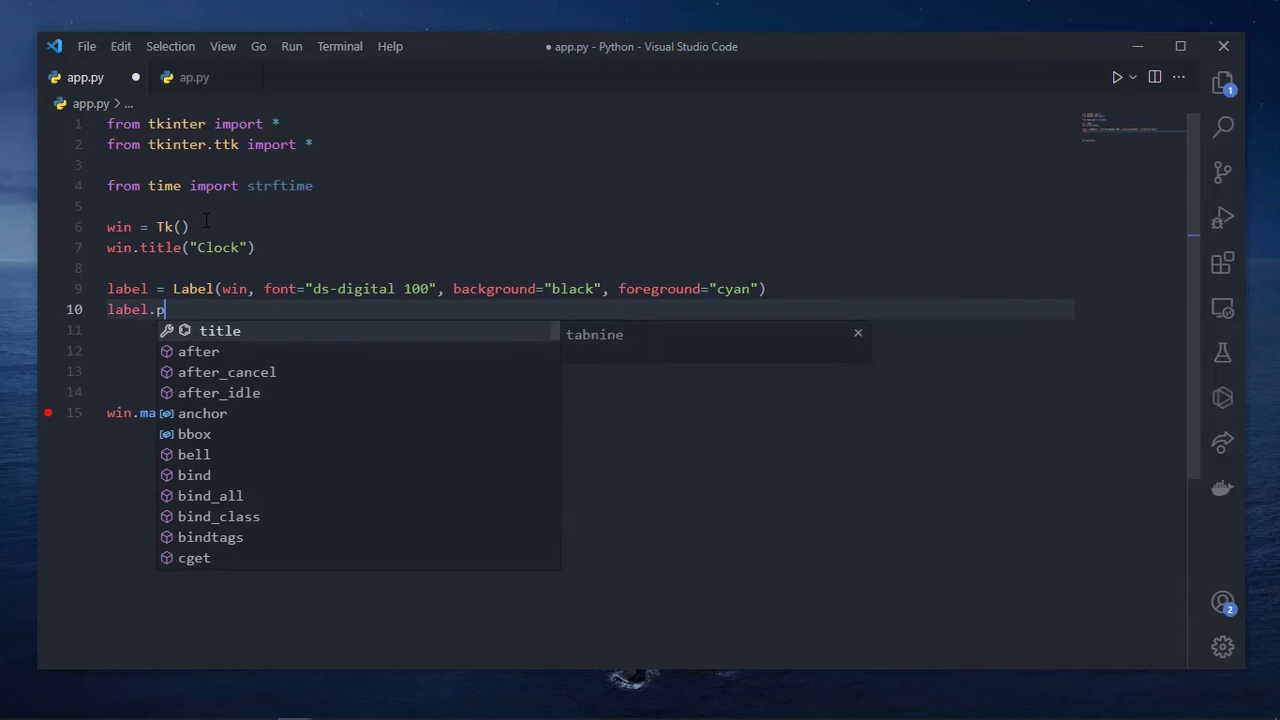 File Edit Selection View Go Run Terminal Help
● app.py - Python - Visual Studio Code
app.py ● ap.py
app.py > ...
1 from tkinter import *
2 from tkinter.ttk import *
3
4 from time import strftime
5
6 win = Tk()
7 win.title("Clock")
8
9 label = Label(win, font="ds-digital 100", background="black", foreground="cyan")
10 label.p
11 title tabnine
after
12 after_cancel
13 after_idle
14 anchor
15 win.ma
bbox
bell
bind
bind_all
bind_class
bindtags
cget
1
2